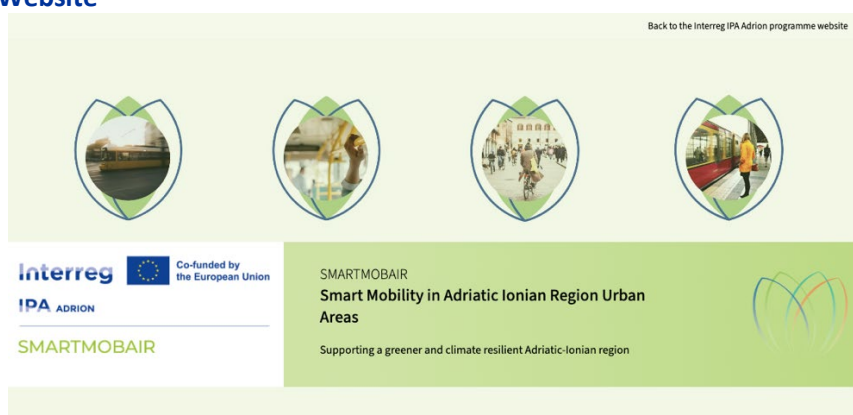 Website
Back to the Interreg IPA Adrion programme website
Interreg
Co-funded by
the European Union
IPA ADRION
SMARTMOBAIR
SMARTMOBAIR
Smart Mobility in Adriatic Ionian Region Urban
Areas
Supporting a greener and climate resilient Adriatic-Ionian region